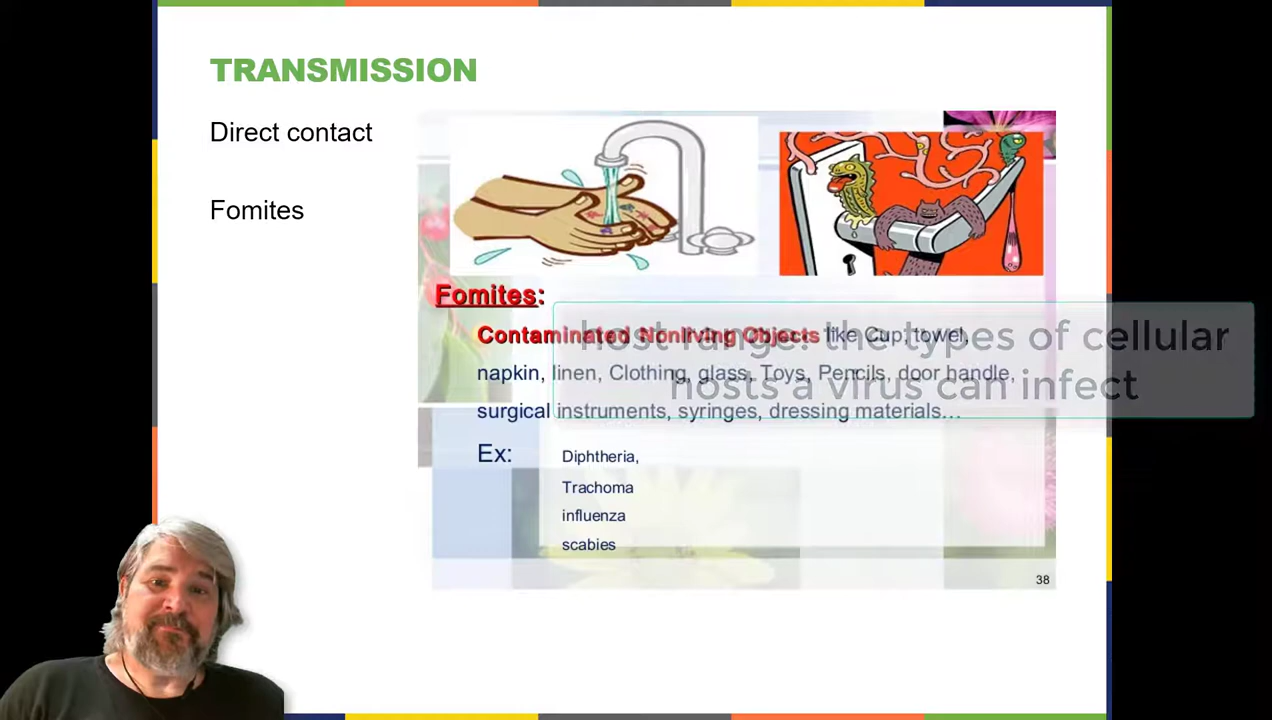 TRANSMISSION
Direct contact
Fomites
Fomites:
Contaminated Nonliving Objects like Cup, towel,
napkin, linen, Clothing, glass, Toys, Pencils, door handle,
surgical instruments, syringes, dressing materials...
Ex:
Diphtheria,
Trachoma
influenza
scabies
38
host range: the types of cellular
hosts a virus can infect